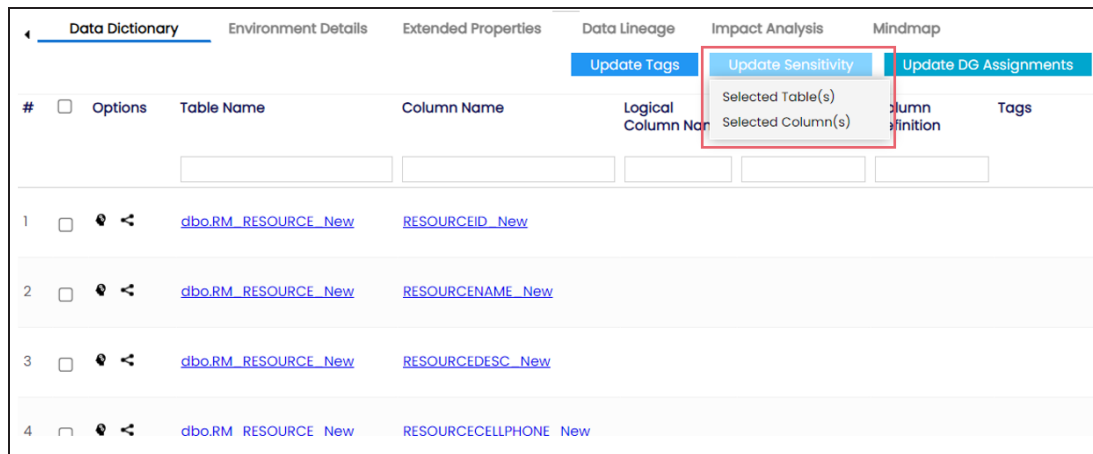 Data Dictionary Environment Details Extended Properties Data Lineage Impact Analysis Mindmap
Update Tags Update Sensitivity Update DG Assignments
Selected Table(s)
Selected Column(s)
# Options Table Name Column Name Logical Tags
Column
1 dbo.RM_RESOURCE_New RESOURCEID_New
2 dbo.RM_RESOURCE_New RESOURCENAME_New
3 dbo.RM_RESOURCE_New RESOURCEDESC_New
4 dbo.RM_RESOURCE_New RESOURCECELLPHONE_New